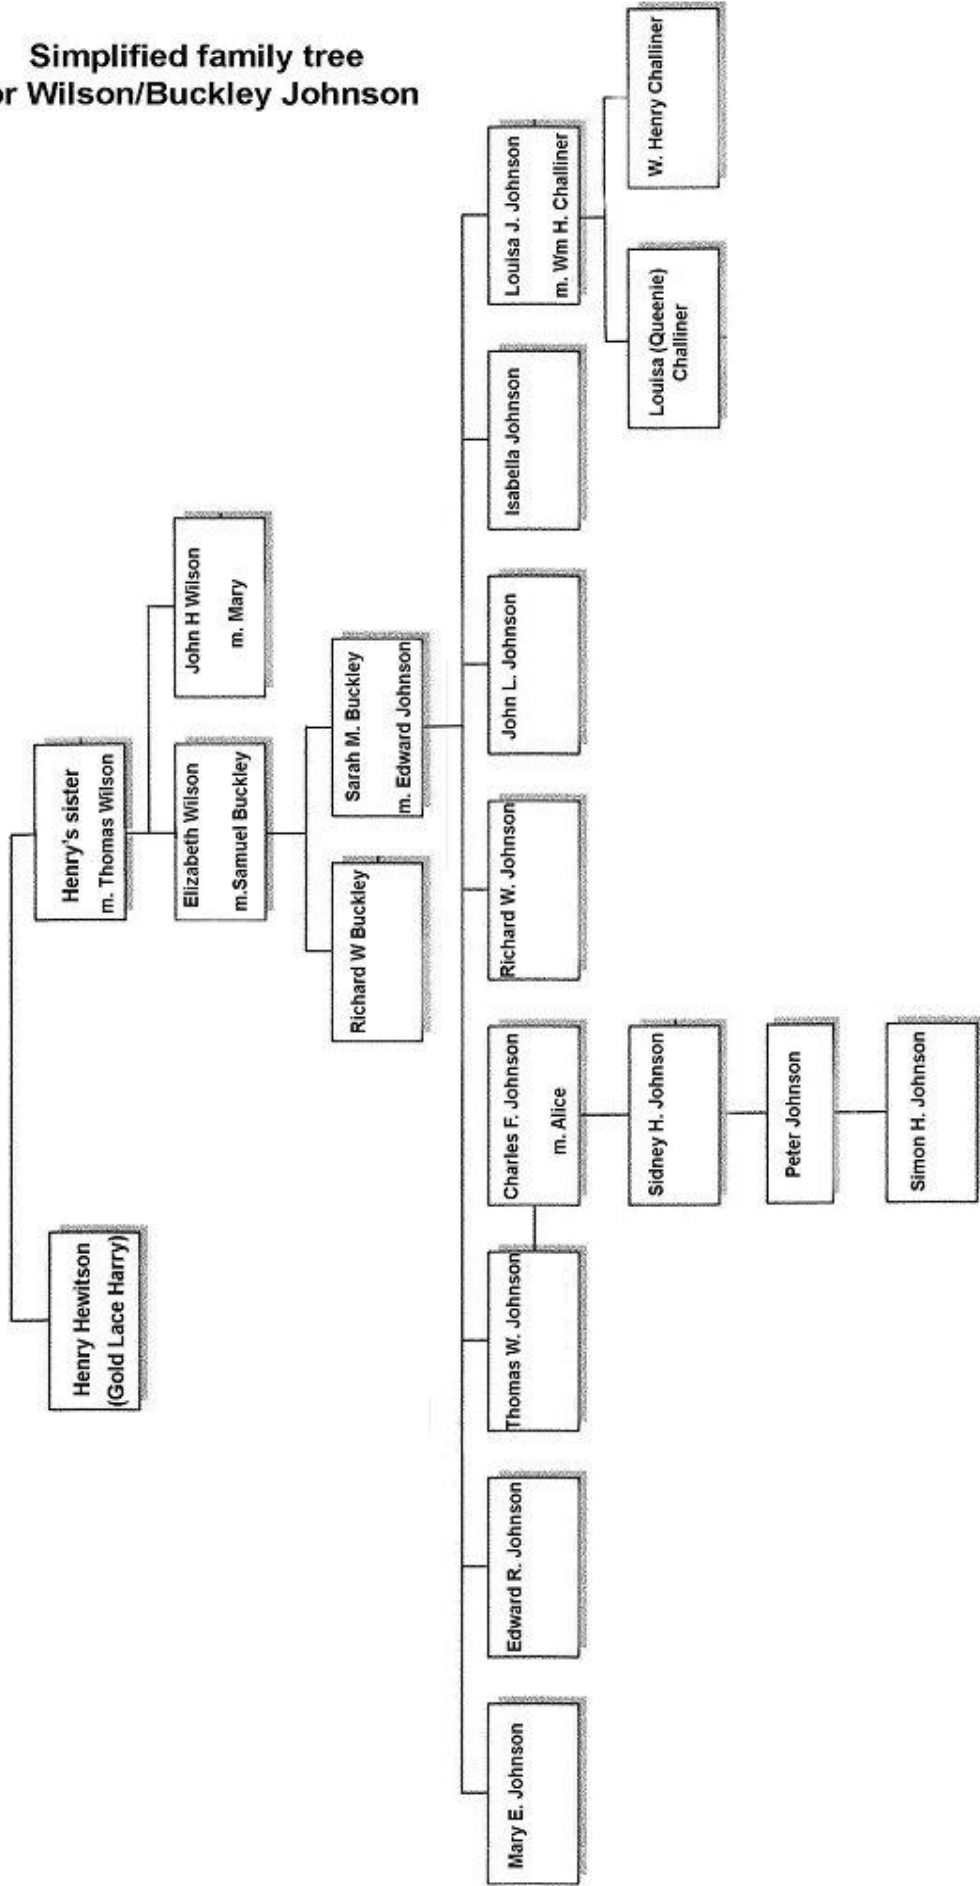 Simplified family tree
or Wilson/Buckley Johnson
Henry Hewitson
(Gold Lace Harry)
Henry's sister
m. Thomas Wilson
Elizabeth Wilson
m.Samuel Buckley
John H Wilson
m. Mary
Richard W Buckley
Sarah M. Buckley
m. Edward Johnson
Mary E. Johnson
Edward R. Johnson
Thomas W. Johnson
Charles F. Johnson
m. Alice
Richard W. Johnson
John L. Johnson
Isabella Johnson
Louisa J. Johnson
m. Wm H. Challiner
Sidney H. Johnson
Louisa (Queenie)
Challiner
W. Henry Challiner
Peter Johnson
Simon H. Johnson